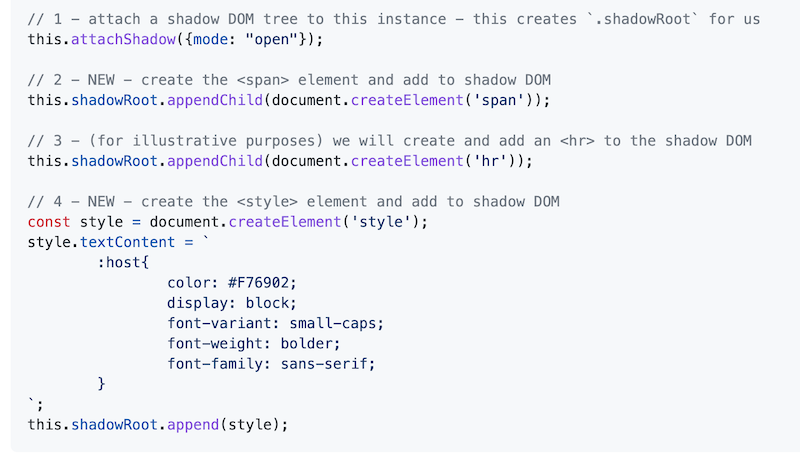 // 1 – attach a shadow DOM tree to this instance – this creates `.shadowRoot` for us
this.attachShadow({mode: "open"});
// 2 – NEW – create the <span> element and add to shadow DOM
this.shadowRoot.appendChild(document.createElement('span'));
// 3 – (for illustrative purposes) we will create and add an <hr> to the shadow DOM
this.shadowRoot.appendChild(document.createElement('hr'));
// 4 – NEW – create the <style> element and add to shadow DOM
const style = document.createElement('style');
style.textContent = `
:host{
color: #F76902;
display: block;
font-variant: small-caps;
font-weight: bolder;
font-family: sans-serif;
}
`;
this.shadowRoot.append(style);